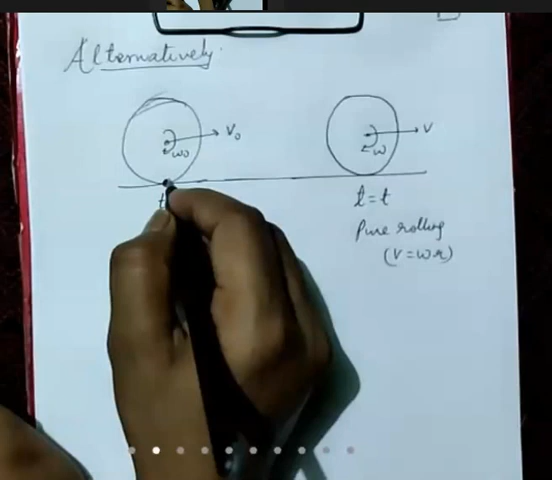 Alternatively
V₀
ω₀
V
ω
t
t = t
Pure rolling
(V = ωr)